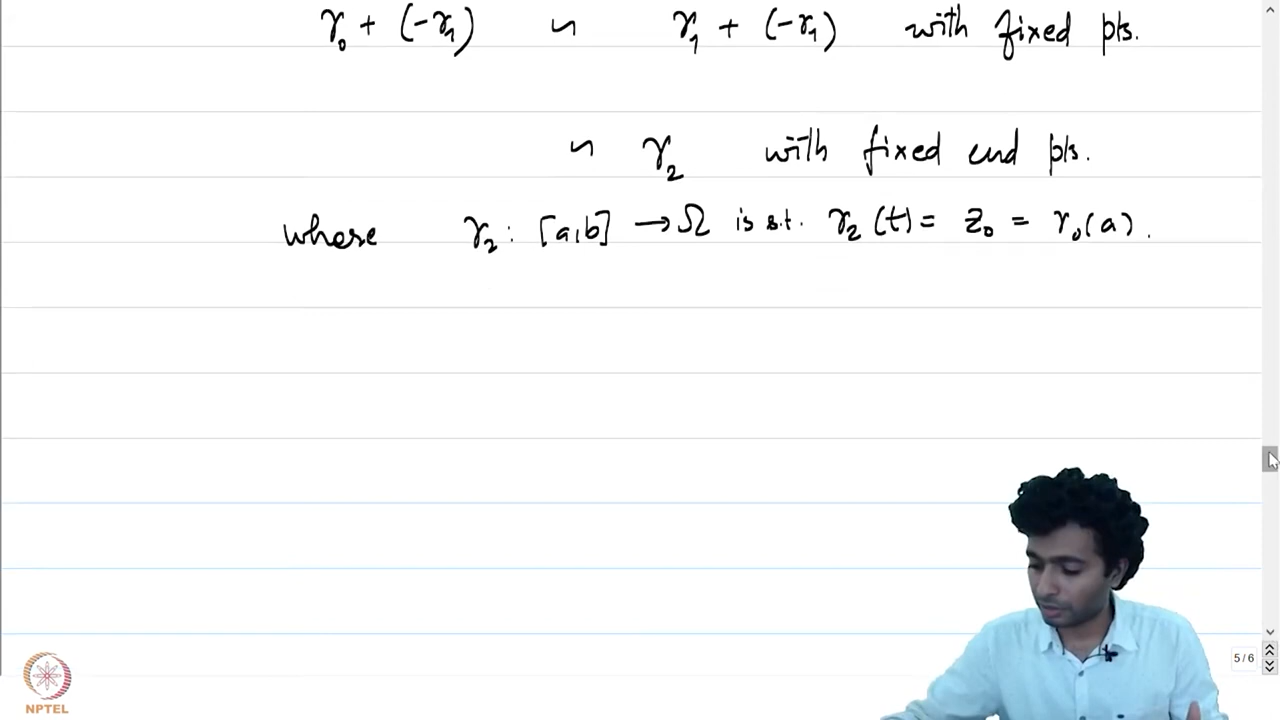 γ₀ + (-γ₁) ~ γ₁ + (-γ₁) with fixed pts.
~ γ₂ with fixed end pts.
where γ₂ : [a,b] → Ω is s.t. γ₂(t) = z₀ = γ₀(a).
5 / 6
NPTEL